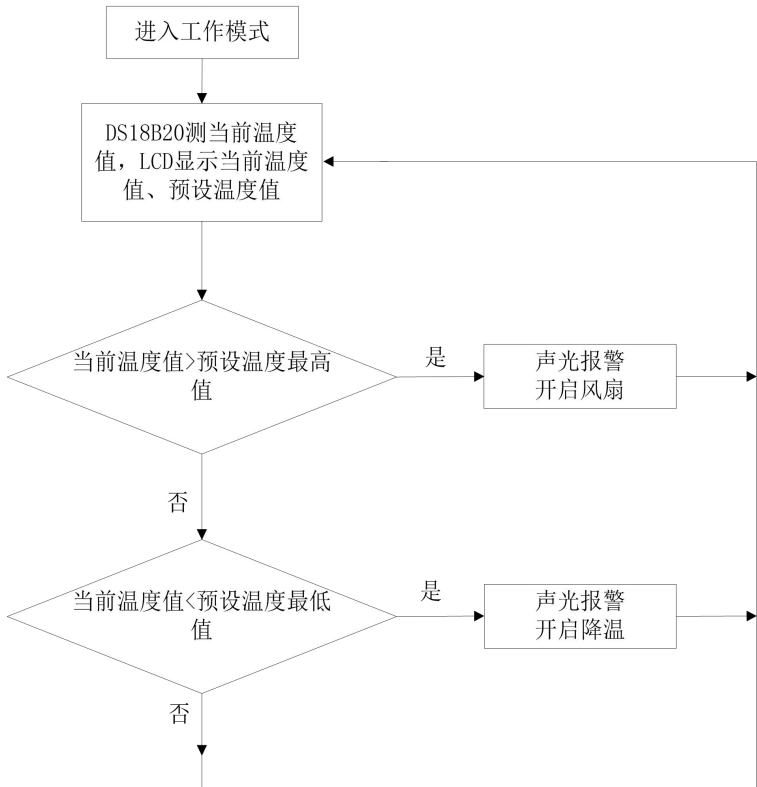 进入工作模式
DS18B20测当前温度
值，LCD显示当前温度
值、预设温度值
当前温度值>预设温度最高
值
是
声光报警
开启风扇
否
当前温度值<预设温度最低
值
是
声光报警
开启降温
否